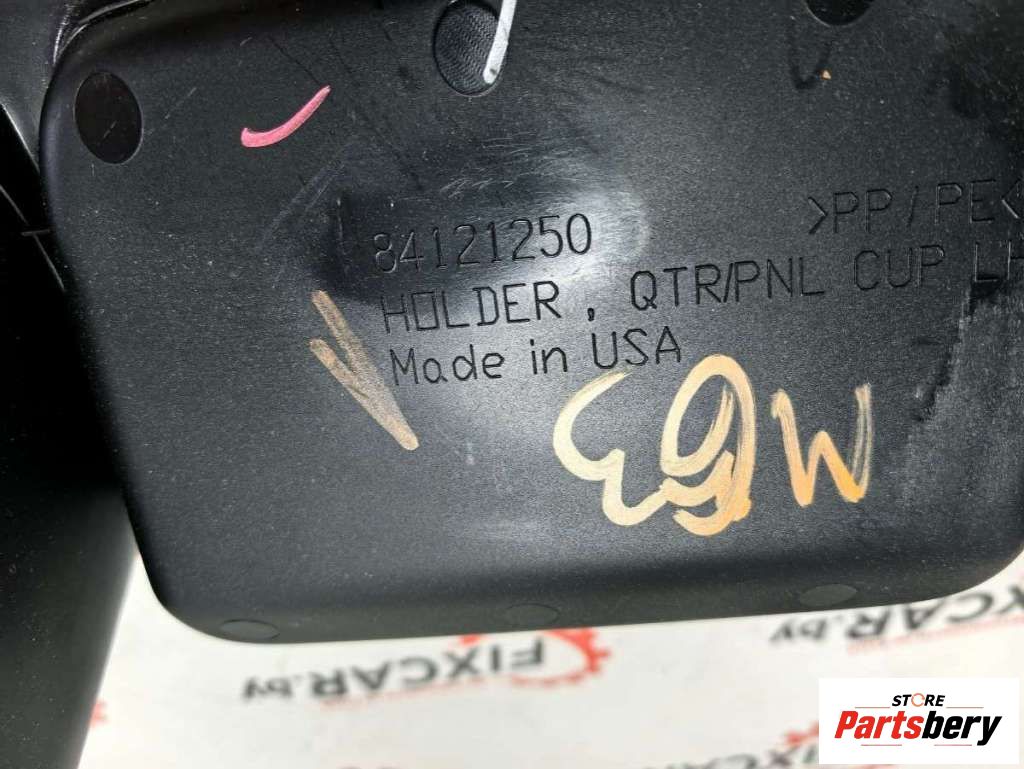 84121250
>PP/PE<
HOLDER , QTR/PNL CUP LH
Made in USA
FIXCAR.by
FIXCAR.by
STORE
Partsbery